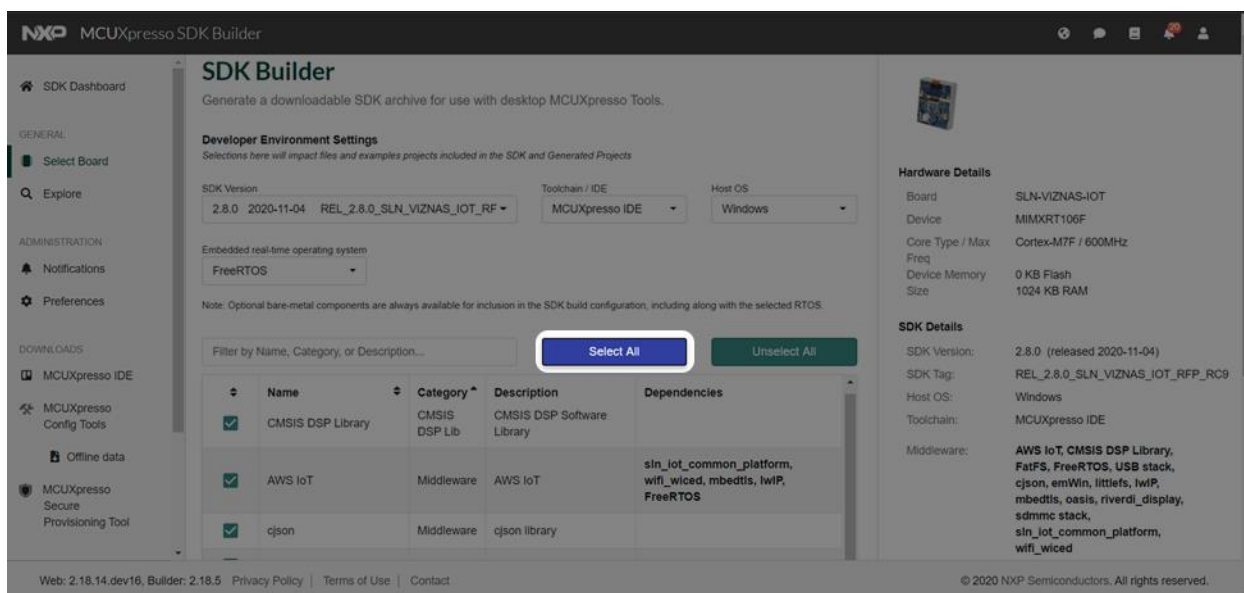 NXP MCUXpresso SDK Builder
20
SDK Dashboard
GENERAL
Select Board
Explore
ADMINISTRATION
Notifications
Preferences
DOWNLOADS
MCUXpresso IDE
MCUXpresso
Config Tools
Offline data
MCUXpresso
Secure
Provisioning Tool
SDK Builder
Generate a downloadable SDK archive for use with desktop MCUXpresso Tools.
Developer Environment Settings
Selections here will impact files and examples projects included in the SDK and Generated Projects
SDK Version Toolchain / IDE Host OS
2.8.0 2020-11-04 REL_2.8.0_SLN_VIZNAS_IOT_RF MCUXpresso IDE Windows
Embedded real-time operating system
FreeRTOS
Note: Optional bare-metal components are always available for inclusion in the SDK build configuration, including along with the selected RTOS.
Filter by Name, Category, or Description... Select All Unselect All
Name Category Description Dependencies
CMSIS DSP Library CMSIS DSP Lib CMSIS DSP Software Library
AWS IoT Middleware AWS IoT sln_iot_common_platform, wifi_wiced, mbedtls, lwIP, FreeRTOS
cjson Middleware cjson library
Hardware Details
Board SLN-VIZNAS-IOT
Device MIMXRT106F
Core Type / Max Freq Cortex-M7F / 600MHz
Device Memory Size 0 KB Flash 1024 KB RAM
SDK Details
SDK Version: 2.8.0 (released 2020-11-04)
SDK Tag: REL_2.8.0_SLN_VIZNAS_IOT_RFP_RC9
Host OS: Windows
Toolchain: MCUXpresso IDE
Middleware: AWS IoT, CMSIS DSP Library,
FatFS, FreeRTOS, USB stack,
cjson, emWin, littlefs, lwIP,
mbedtls, oasis, riverdi_display,
sdmmc stack,
sln_iot_common_platform,
wifi_wiced
Web: 2.18.14.dev16, Builder: 2.18.5 Privacy Policy | Terms of Use | Contact © 2020 NXP Semiconductors. All rights reserved.